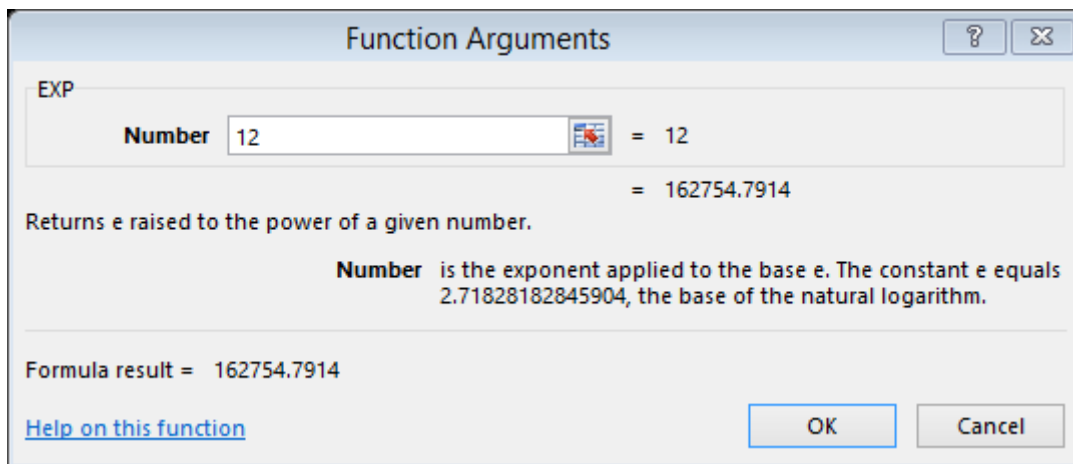 Function Arguments
EXP
Number 12 = 12
= 162754.7914
Returns e raised to the power of a given number.
Number is the exponent applied to the base e. The constant e equals
2.71828182845904, the base of the natural logarithm.
Formula result = 162754.7914
Help on this function
OK Cancel